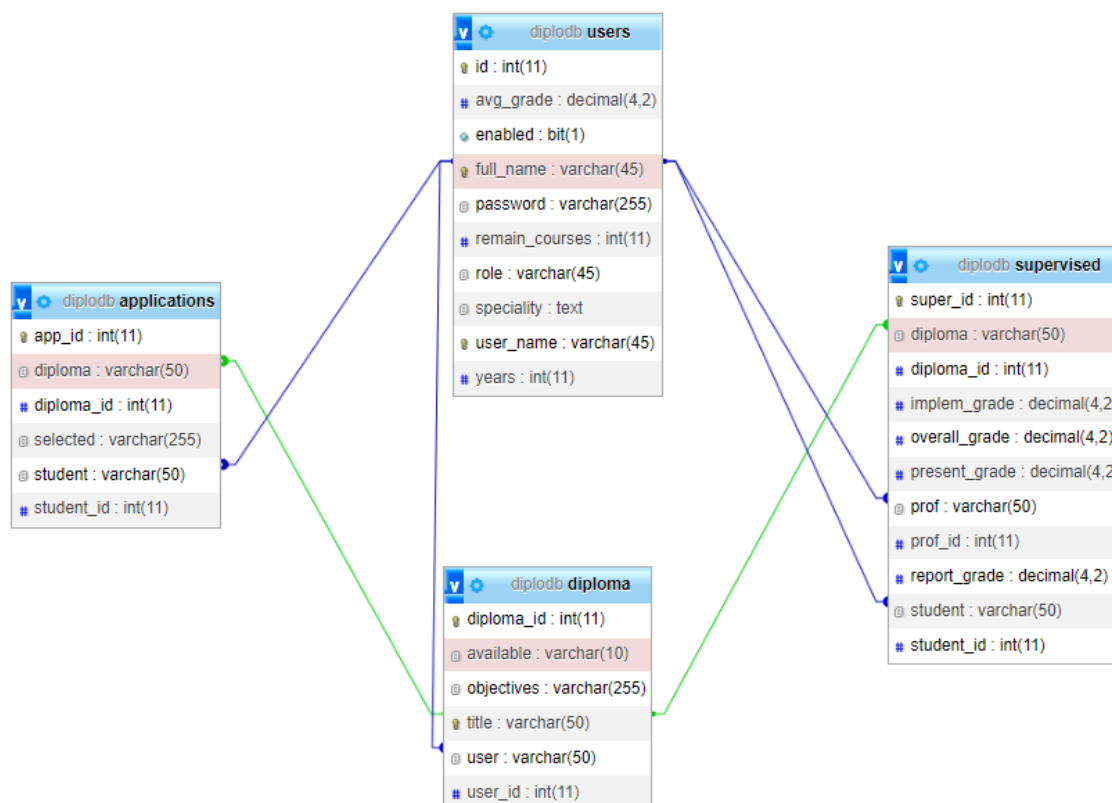 diplodb users
id : int(11)
avg_grade : decimal(4,2)
enabled : bit(1)
full_name : varchar(45)
password : varchar(255)
remain_courses : int(11)
role : varchar(45)
speciality : text
user_name : varchar(45)
years : int(11)
diplodb applications
app_id : int(11)
diploma : varchar(50)
diploma_id : int(11)
selected : varchar(255)
student : varchar(50)
student_id : int(11)
diplodb supervised
super_id : int(11)
diploma : varchar(50)
diploma_id : int(11)
implem_grade : decimal(4,2
overall_grade : decimal(4,2)
present_grade : decimal(4,2
prof : varchar(50)
prof_id : int(11)
report_grade : decimal(4,2)
student : varchar(50)
student_id : int(11)
diplodb diploma
diploma_id : int(11)
available : varchar(10)
objectives : varchar(255)
title : varchar(50)
user : varchar(50)
user_id : int(11)